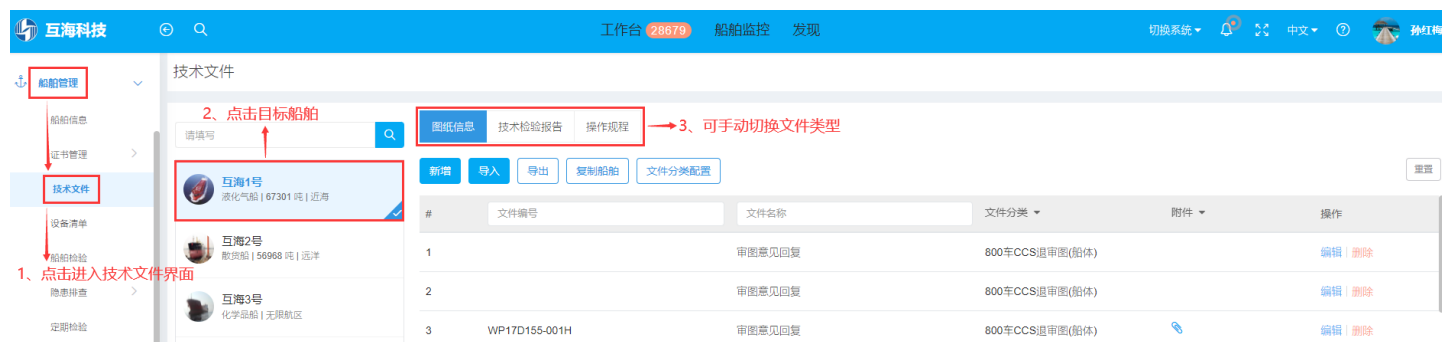 互海科技
工作台 28679 船舶监控 发现
切换系统 中文 孙红梅
船舶管理
船舶信息
证书管理
技术文件
设备清单
船舶检验
隐患排查
定期检验
1、点击进入技术文件界面
技术文件
2、点击目标船舶
请填写
互海1号
液化气船 | 67301 吨 | 近海
互海2号
散货船 | 56968 吨 | 远洋
互海3号
化学品船 | 无限航区
图纸信息 技术检验报告 操作规程
3、可手动切换文件类型
新增 导入 导出 复制船舶 文件分类配置 重置
# 文件编号 文件名称 文件分类 附件 操作
1 审图意见回复 800车CCS退审图(船体) 编辑 | 删除
2 审图意见回复 800车CCS退审图(船体) 编辑 | 删除
3 WP17D155-001H 审图意见回复 800车CCS退审图(船体) 编辑 | 删除